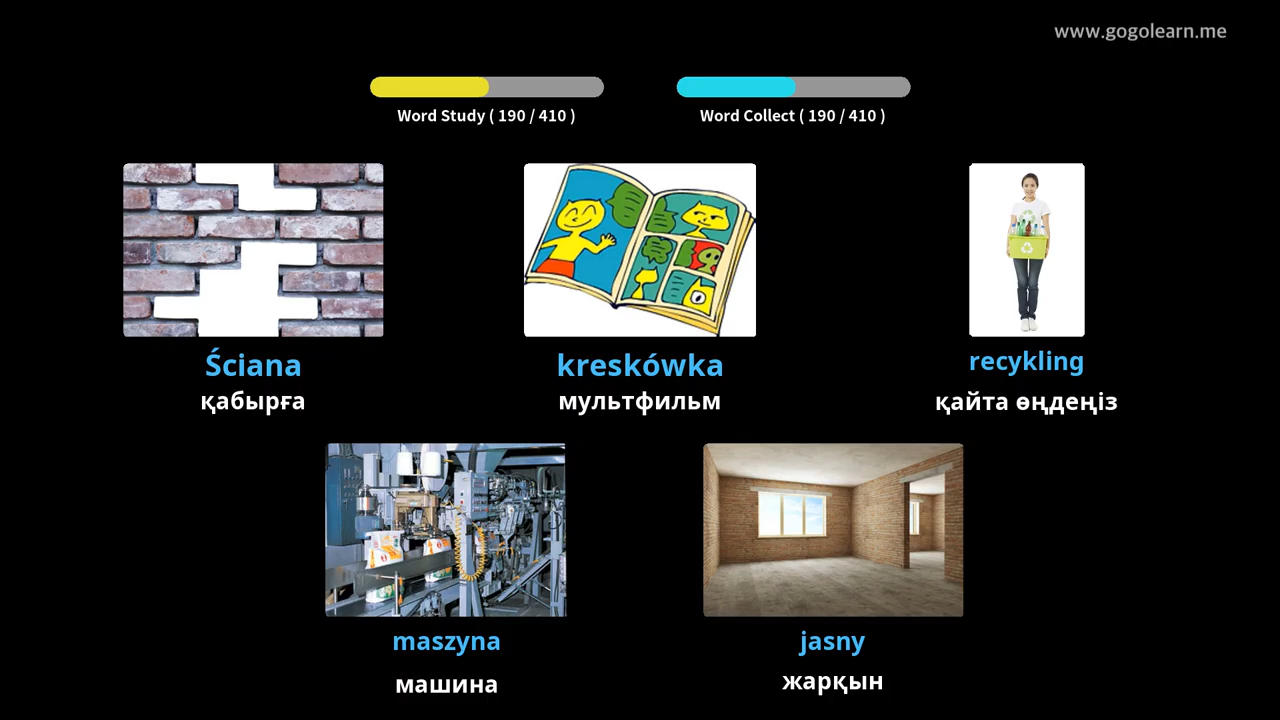 www.gogolearn.me
Word Study ( 190 / 410 )
Word Collect ( 190 / 410 )
Ściana
қабырға
kreskówka
мультфильм
recykling
қайта өңдеңіз
maszyna
машина
jasny
жарқын